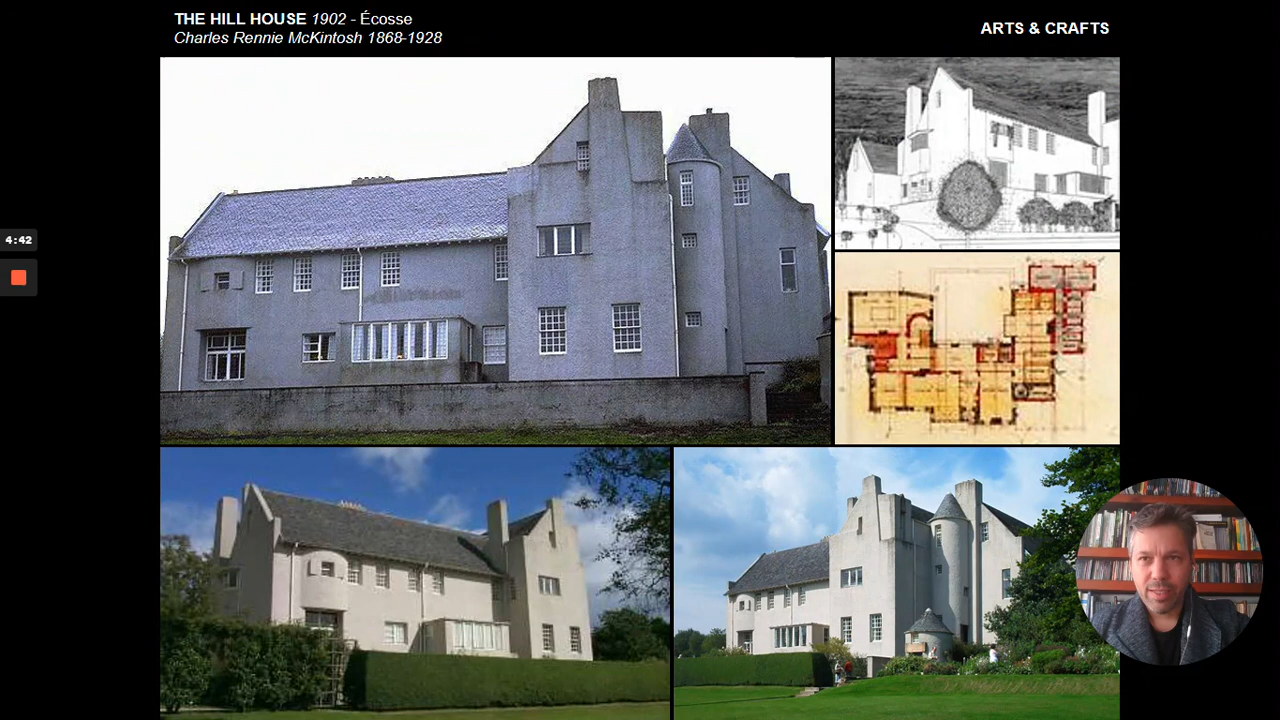 THE HILL HOUSE 1902 - Écosse
Charles Rennie McKintosh 1868-1928
ARTS & CRAFTS
4:42